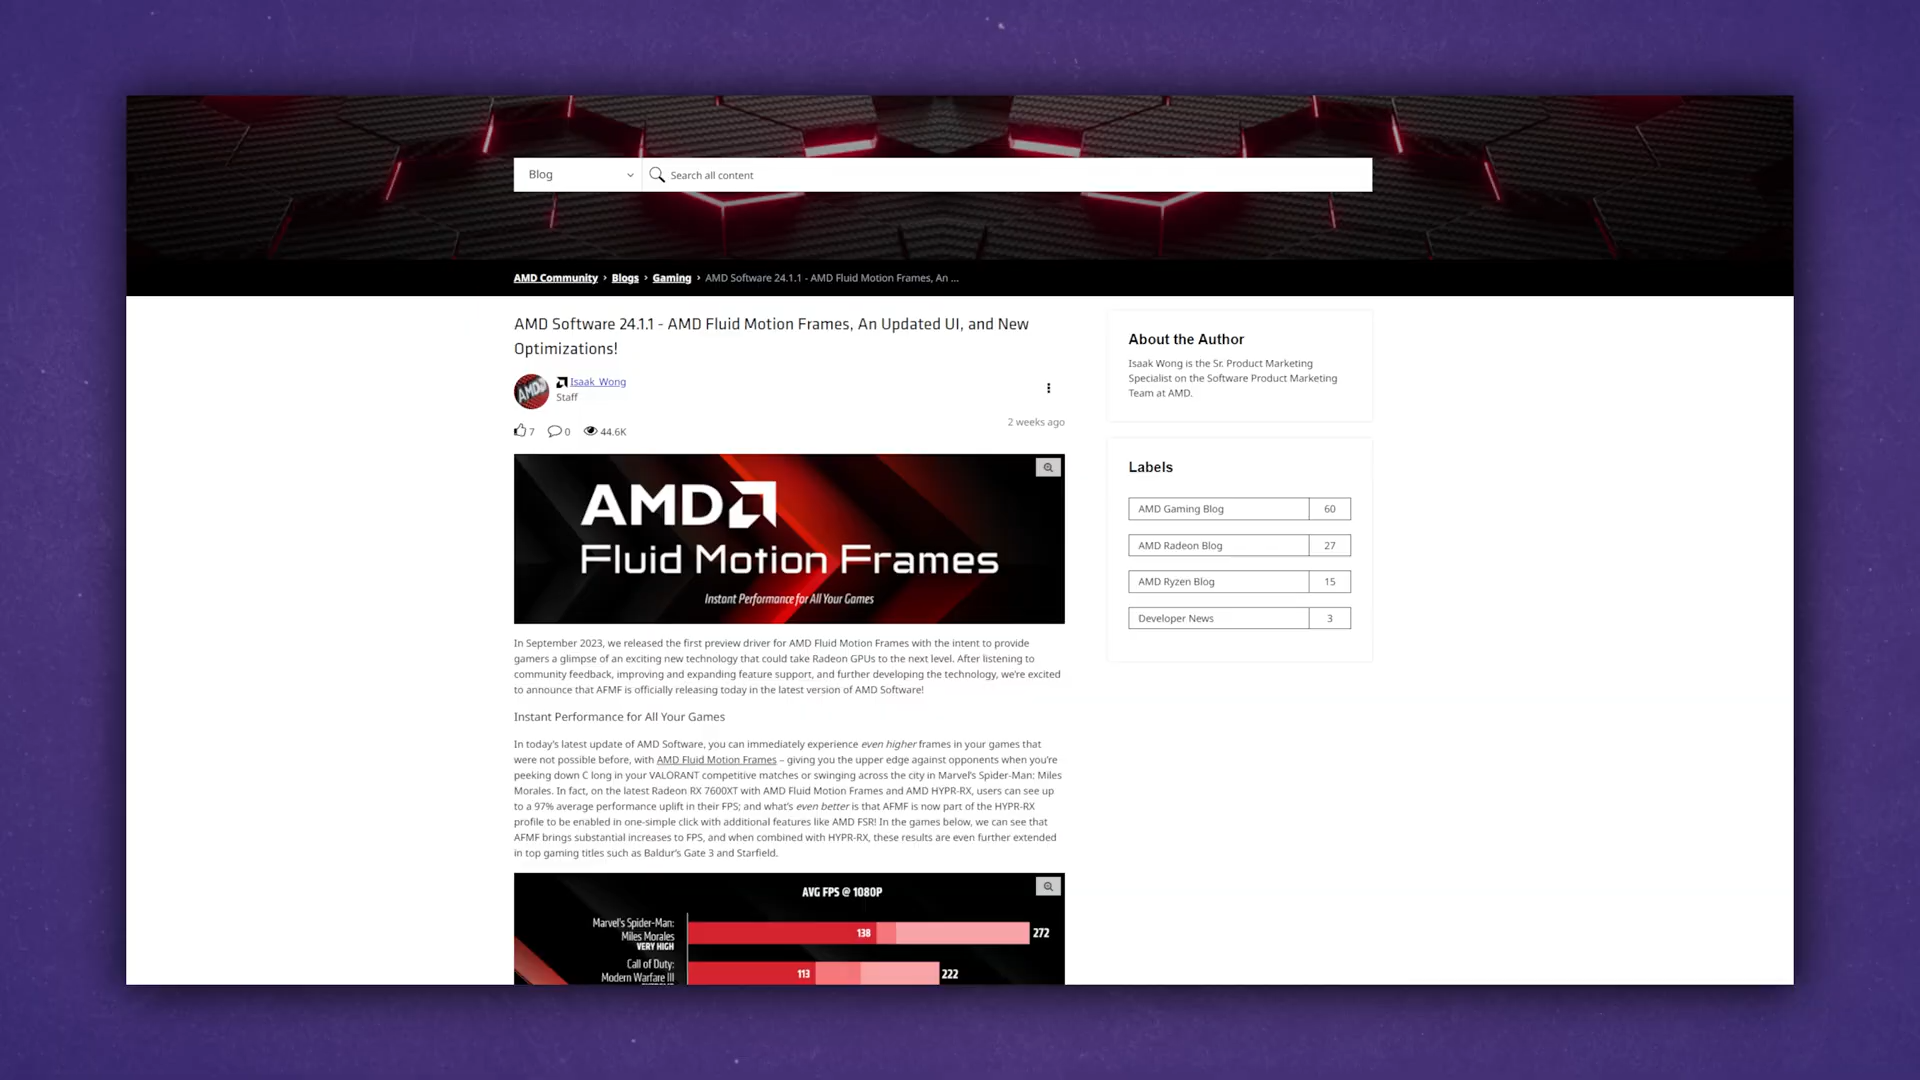 Blog
Search all content
AMD Community › Blogs › Gaming › AMD Software 24.1.1 - AMD Fluid Motion Frames, An ...
AMD Software 24.1.1 - AMD Fluid Motion Frames, An Updated UI, and New
Optimizations!
AMD
Isaak_Wong
Staff
2 weeks ago
7 0 44.6K
AMD
Fluid Motion Frames
Instant Performance for All Your Games
In September 2023, we released the first preview driver for AMD Fluid Motion Frames with the intent to provide
gamers a glimpse of an exciting new technology that could take Radeon GPUs to the next level. After listening to
community feedback, improving and expanding feature support, and further developing the technology, we're excited
to announce that AFMF is officially releasing today in the latest version of AMD Software!
Instant Performance for All Your Games
In today's latest update of AMD Software, you can immediately experience even higher frames in your games that
were not possible before, with AMD Fluid Motion Frames – giving you the upper edge against opponents when you're
peeking down C long in your VALORANT competitive matches or swinging across the city in Marvel's Spider-Man: Miles
Morales. In fact, on the latest Radeon RX 7600XT with AMD Fluid Motion Frames and AMD HYPR-RX, users can see up
to a 97% average performance uplift in their FPS; and what's even better is that AFMF is now part of the HYPR-RX
profile to be enabled in one-simple click with additional features like AMD FSR! In the games below, we can see that
AFMF brings substantial increases to FPS, and when combined with HYPR-RX, these results are even further extended
in top gaming titles such as Baldur's Gate 3 and Starfield.
AVG FPS @ 1080P
Marvel's Spider-Man:
Miles Morales
VERY HIGH
138 272
Call of Duty:
Modern Warfare III
113 222
About the Author
Isaak Wong is the Sr. Product Marketing
Specialist on the Software Product Marketing
Team at AMD.
Labels
AMD Gaming Blog 60
AMD Radeon Blog 27
AMD Ryzen Blog 15
Developer News 3